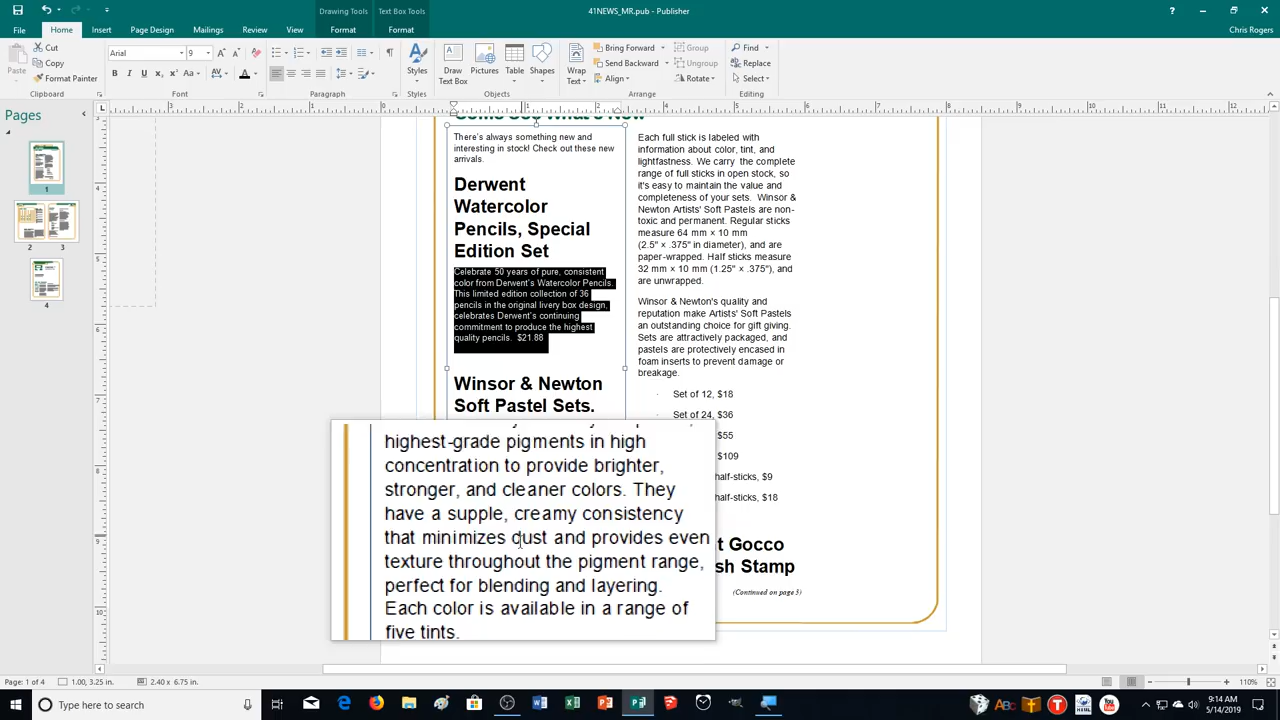 Drawing Tools Text Box Tools 41NEWS_MR.pub - Publisher
File Home Insert Page Design Mailings Review View Format Format Chris Rogers
Paste Cut Copy Format Painter Clipboard
Arial 9 Font
Paragraph
Styles Styles
Draw Text Box Pictures Table Shapes Objects
Wrap Text Bring Forward Send Backward Align Group Ungroup Rotate Arrange
Find Replace Select Editing
Pages
1
2 3
4
There's always something new and
interesting in stock! Check out these new
arrivals.
Derwent
Watercolor
Pencils, Special
Edition Set
Celebrate 50 years of pure, consistent
color from Derwent's Watercolor Pencils.
This limited edition collection of 36
pencils in the original livery box design,
celebrates Derwent's continuing
commitment to produce the highest
quality pencils. $21.88
Winsor & Newton
Soft Pastel Sets.
highest-grade pigments in high
concentration to provide brighter,
stronger, and cleaner colors. They
have a supple, creamy consistency
that minimizes dust and provides even
texture throughout the pigment range,
perfect for blending and layering.
Each color is available in a range of
five tints.
Each full stick is labeled with
information about color, tint, and
lightfastness. We carry the complete
range of full sticks in open stock, so
it's easy to maintain the value and
completeness of your sets. Winsor &
Newton Artists' Soft Pastels are non-
toxic and permanent. Regular sticks
measure 64 mm × 10 mm
(2.5" × .375" in diameter), and are
paper-wrapped. Half sticks measure
32 mm × 10 mm (1.25" × .375"), and
are unwrapped.
Winsor & Newton's quality and
reputation make Artists' Soft Pastels
an outstanding choice for gift giving.
Sets are attractively packaged, and
pastels are protectively encased in
foam inserts to prevent damage or
breakage.
· Set of 12, $18
· Set of 24, $36
$55
$109
half-sticks, $9
half-sticks, $18
t Gocco
sh Stamp
(Continued on page 5)
Page: 1 of 4 1.00, 3.25 in. 2.40 x 6.75 in. 110%
Type here to search 9:14 AM
5/14/2019